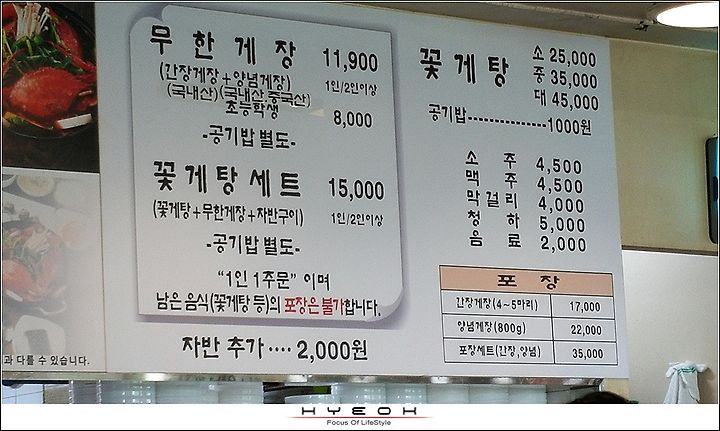 무한게장 11,900
(간장게장+양념게장) 1인/2인이상
(국내산)(국내산,중국산)
초등학생 8,000
-공기밥 별도-
꽃게탕세트 15,000
(꽃게탕+무한게장+자반구이) 1인/2인이상
-공기밥 별도-
"1인 1주문"이며
남은 음식(꽃게탕 등)의 포장은 불가합니다.
자반 추가 ···· 2,000원
꽃게탕 소 25,000
중 35,000
대 45,000
공기밥---------------1000원
소주 4,500
맥주 4,500
막걸리 4,000
청하 5,000
음료 2,000
포장
간장게장(4~5마리) 17,000
양념게장(800g) 22,000
포장세트(간장,양념) 35,000
과 다를 수 있습니다.
HYEOK
Focus Of LifeStyle